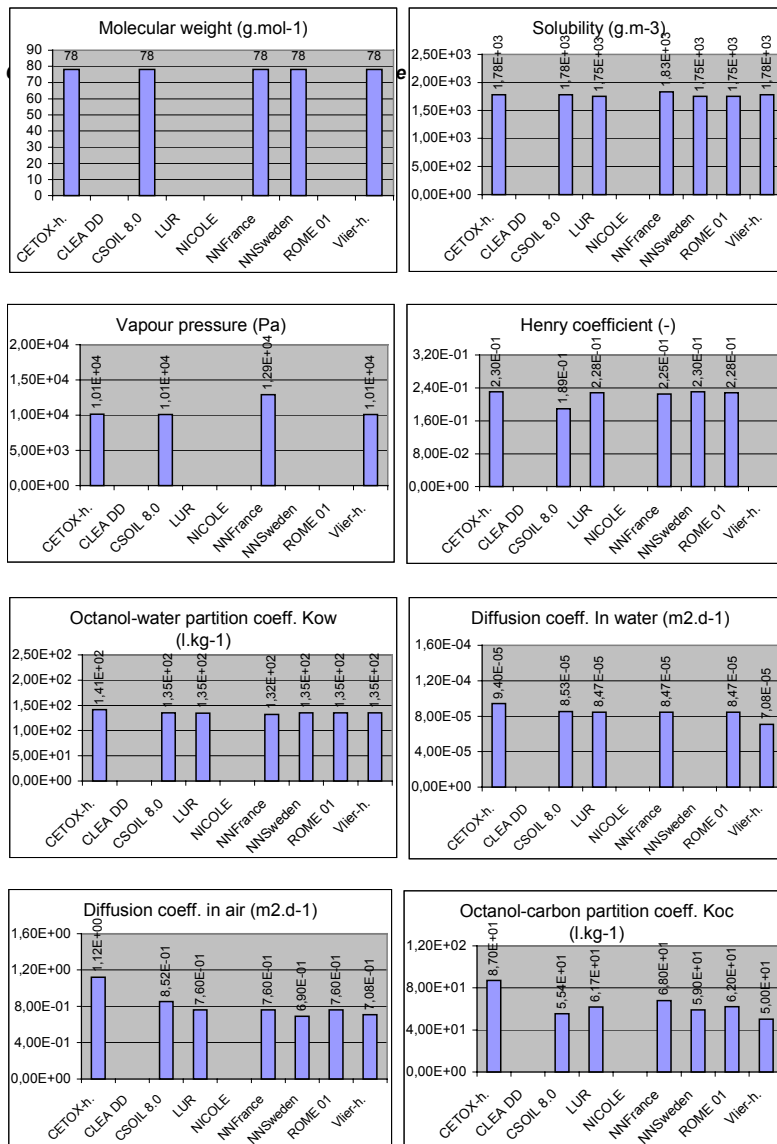 Molecular weight (g.mol-1)
90
80
70
60
50
40
30
20
10
0
78
78
78
78
78
CETOX-h.
CLEA DD
CSOIL 8.0
LUR
NICOLE
NNFrance
NNSweden
ROME 01
Vlier-h.
e
Solubility (g.m-3)
2,50E+03
2,00E+03
1,50E+03
1,00E+03
5,00E+02
0,00E+00
1,78E+03
1,78E+03
1,75E+03
1,83E+03
1,75E+03
1,75E+03
1,78E+03
CETOX-h.
CLEA DD
CSOIL 8.0
LUR
NICOLE
NNFrance
NNSweden
ROME 01
Vlier-h.
Vapour pressure (Pa)
2,00E+04
1,50E+04
1,00E+04
5,00E+03
0,00E+00
1,01E+04
1,01E+04
1,29E+04
1,01E+04
CETOX-h.
CLEA DD
CSOIL 8.0
LUR
NICOLE
NNFrance
NNSweden
ROME 01
Vlier-h.
Henry coefficient (-)
3,20E-01
2,40E-01
1,60E-01
8,00E-02
0,00E+00
2,30E-01
1,89E-01
2,28E-01
2,25E-01
2,30E-01
2,28E-01
CETOX-h.
CLEA DD
CSOIL 8.0
LUR
NICOLE
NNFrance
NNSweden
ROME 01
Vlier-h.
Octanol-water partition coeff. Kow
(l.kg-1)
2,50E+02
2,00E+02
1,50E+02
1,00E+02
5,00E+01
0,00E+00
1,41E+02
1,35E+02
1,35E+02
1,32E+02
1,35E+02
1,35E+02
1,35E+02
CETOX-h.
CLEA DD
CSOIL 8.0
LUR
NICOLE
NNFrance
NNSweden
ROME 01
Vlier-h.
Diffusion coeff. In water (m2.d-1)
1,60E-04
1,20E-04
8,00E-05
4,00E-05
0,00E+00
9,40E-05
8,53E-05
8,47E-05
8,47E-05
8,47E-05
7,08E-05
CETOX-h.
CLEA DD
CSOIL 8.0
LUR
NICOLE
NNFrance
NNSweden
ROME 01
Vlier-h.
Diffusion coeff. in air (m2.d-1)
1,60E+00
1,20E+00
8,00E-01
4,00E-01
0,00E+00
1,12E+00
8,52E-01
7,60E-01
7,60E-01
6,90E-01
7,60E-01
7,08E-01
CETOX-h.
CLEA DD
CSOIL 8.0
LUR
NICOLE
NNFrance
NNSweden
ROME 01
Vlier-h.
Octanol-carbon partition coeff. Koc
(l.kg-1)
1,20E+02
8,00E+01
4,00E+01
0,00E+00
8,70E+01
5,54E+01
6,17E+01
6,80E+01
5,90E+01
6,20E+01
5,00E+01
CETOX-h.
CLEA DD
CSOIL 8.0
LUR
NICOLE
NNFrance
NNSweden
ROME 01
Vlier-h.